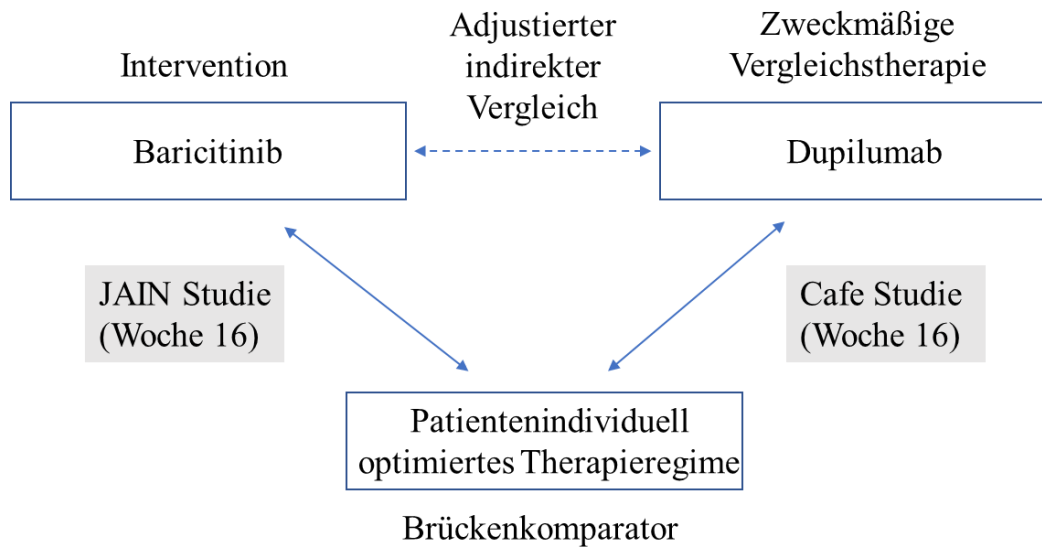 Intervention
Adjustierter
indirekter
Vergleich
Zweckmäßige
Vergleichstherapie
Baricitinib
Dupilumab
JAIN Studie
(Woche 16)
Cafe Studie
(Woche 16)
Patientenindividuell
optimiertes Therapieregime
Brückenkomparator